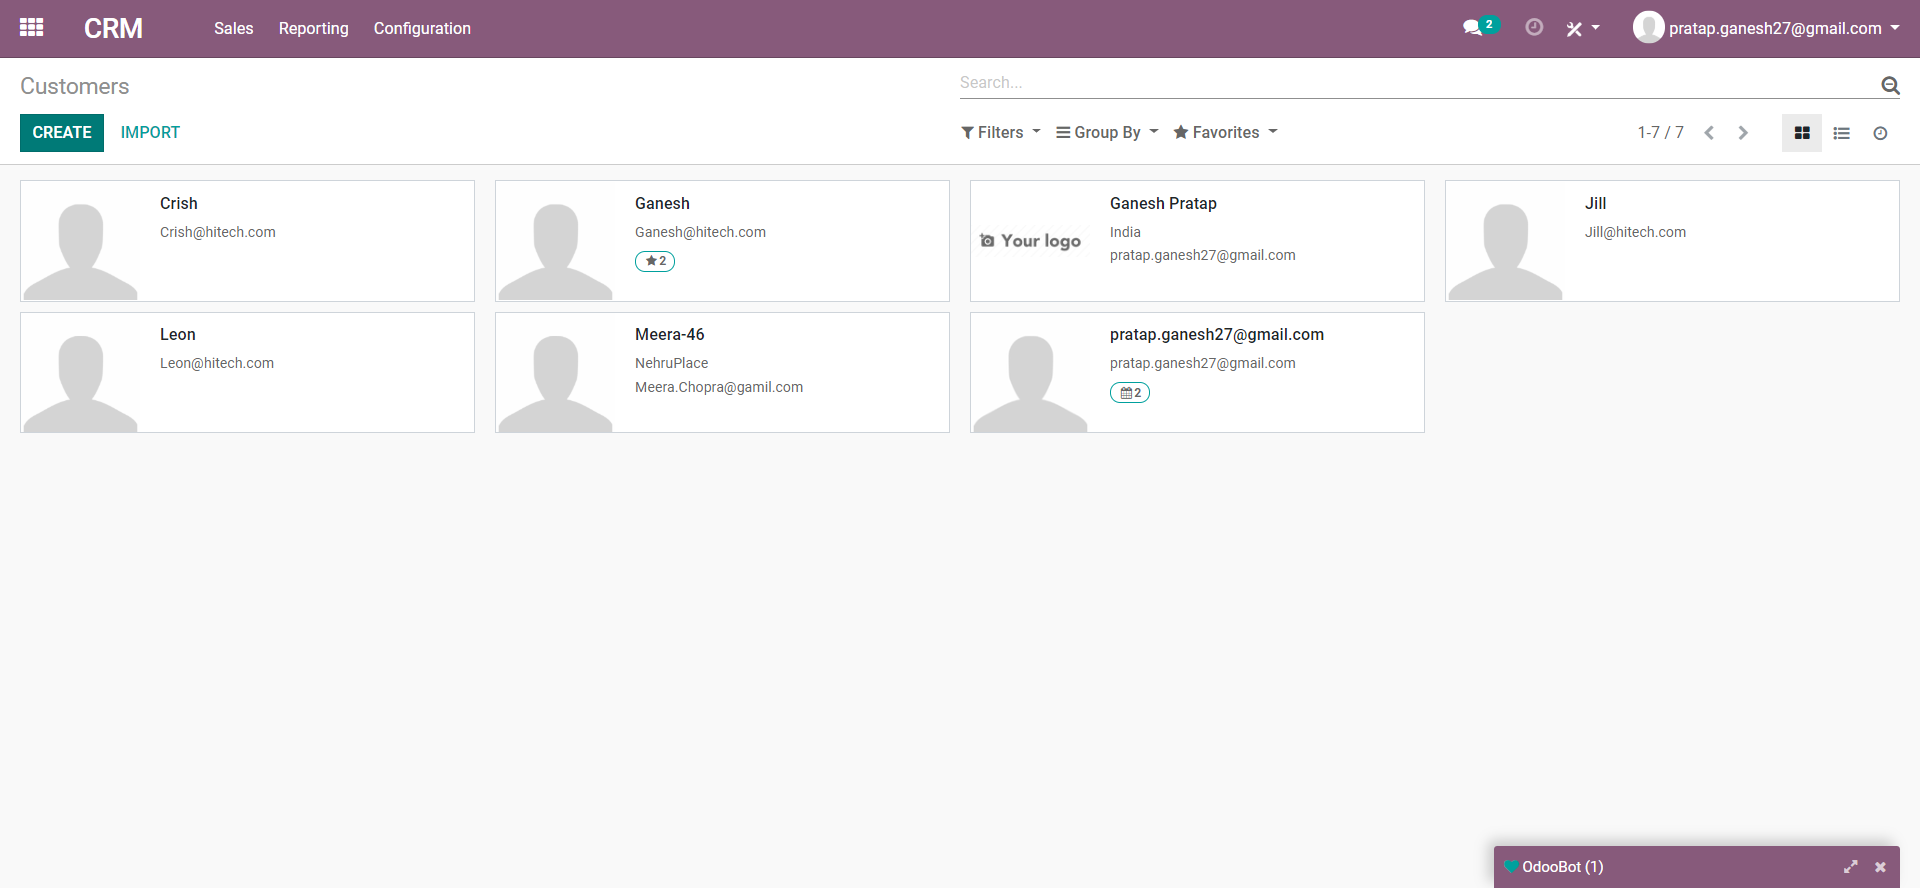 CRM Sales Reporting Configuration 2 pratap.ganesh27@gmail.com
Customers Search...
CREATE IMPORT Filters Group By Favorites 1-7 / 7
Crish
Crish@hitech.com
Ganesh
Ganesh@hitech.com
2
Ganesh Pratap
India
pratap.ganesh27@gmail.com
Your logo
Jill
Jill@hitech.com
Leon
Leon@hitech.com
Meera-46
NehruPlace
Meera.Chopra@gamil.com
pratap.ganesh27@gmail.com
pratap.ganesh27@gmail.com
2
OdooBot (1)